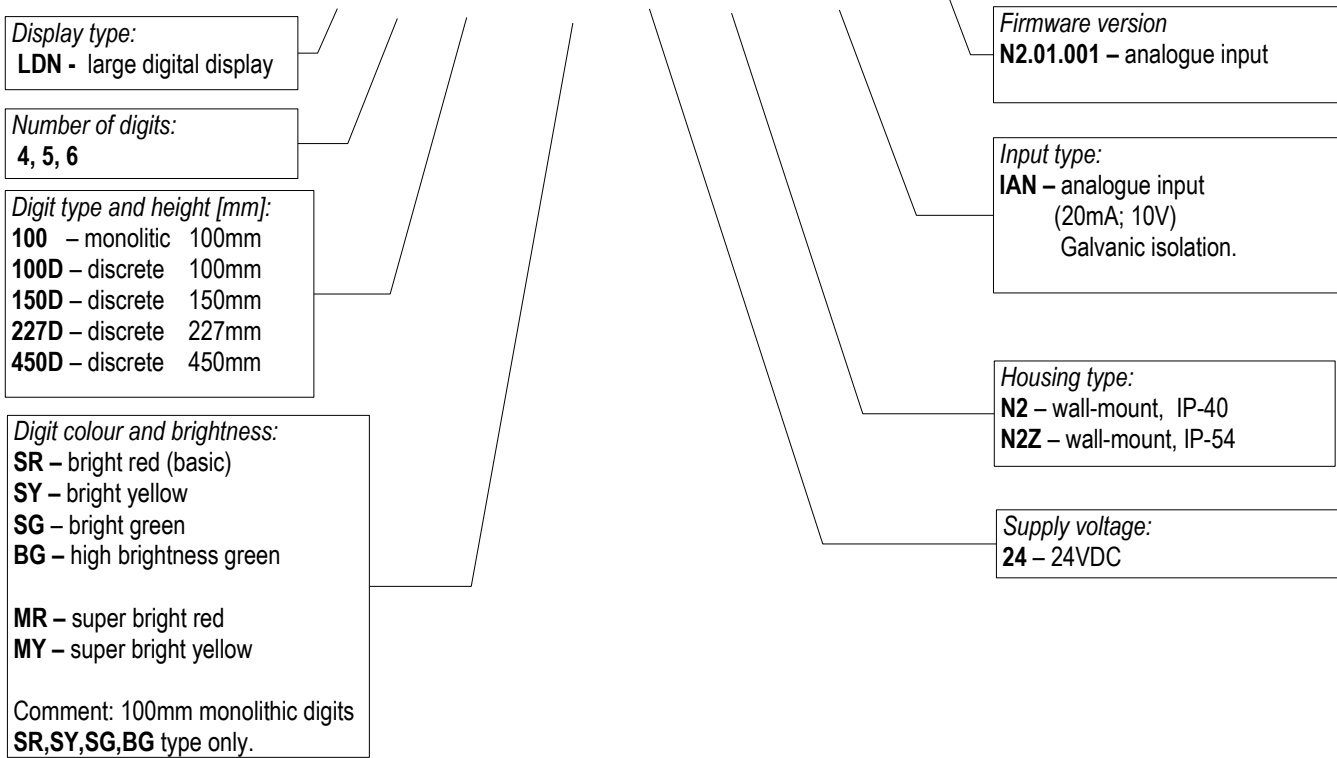 Display type:
LDN - large digital display
Number of digits:
4, 5, 6
Digit type and height [mm]:
100 – monolitic 100mm
100D – discrete 100mm
150D – discrete 150mm
227D – discrete 227mm
450D – discrete 450mm
Digit colour and brightness:
SR – bright red (basic)
SY – bright yellow
SG – bright green
BG – high brightness green
MR – super bright red
MY – super bright yellow
Comment: 100mm monolithic digits
SR,SY,SG,BG type only.
Firmware version
N2.01.001 – analogue input
Input type:
IAN – analogue input
(20mA; 10V)
Galvanic isolation.
Housing type:
N2 – wall-mount, IP-40
N2Z – wall-mount, IP-54
Supply voltage:
24 – 24VDC